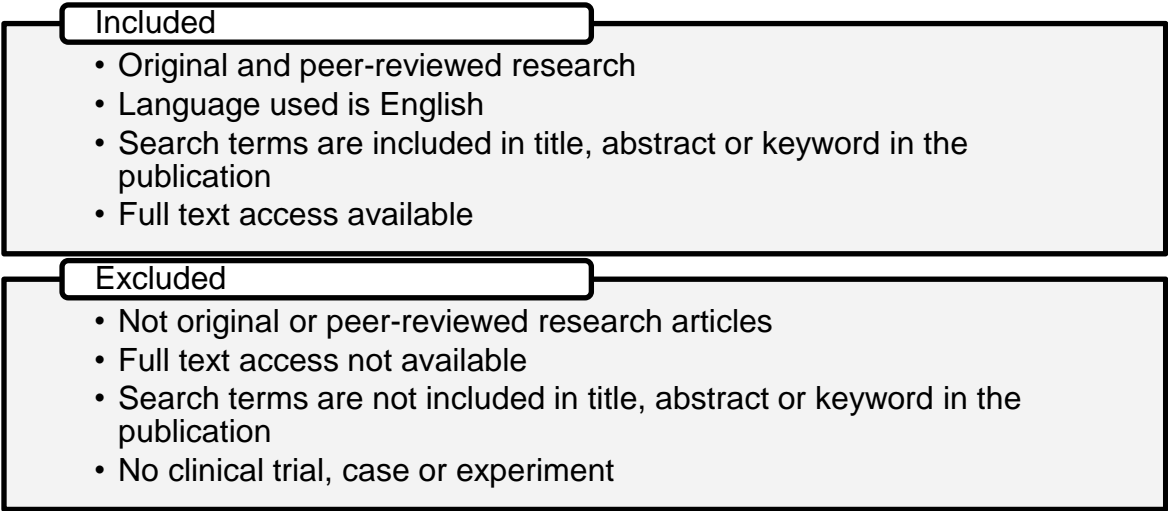 Included
• Original and peer-reviewed research
• Language used is English
• Search terms are included in title, abstract or keyword in the
publication
• Full text access available
Excluded
• Not original or peer-reviewed research articles
• Full text access not available
• Search terms are not included in title, abstract or keyword in the
publication
• No clinical trial, case or experiment